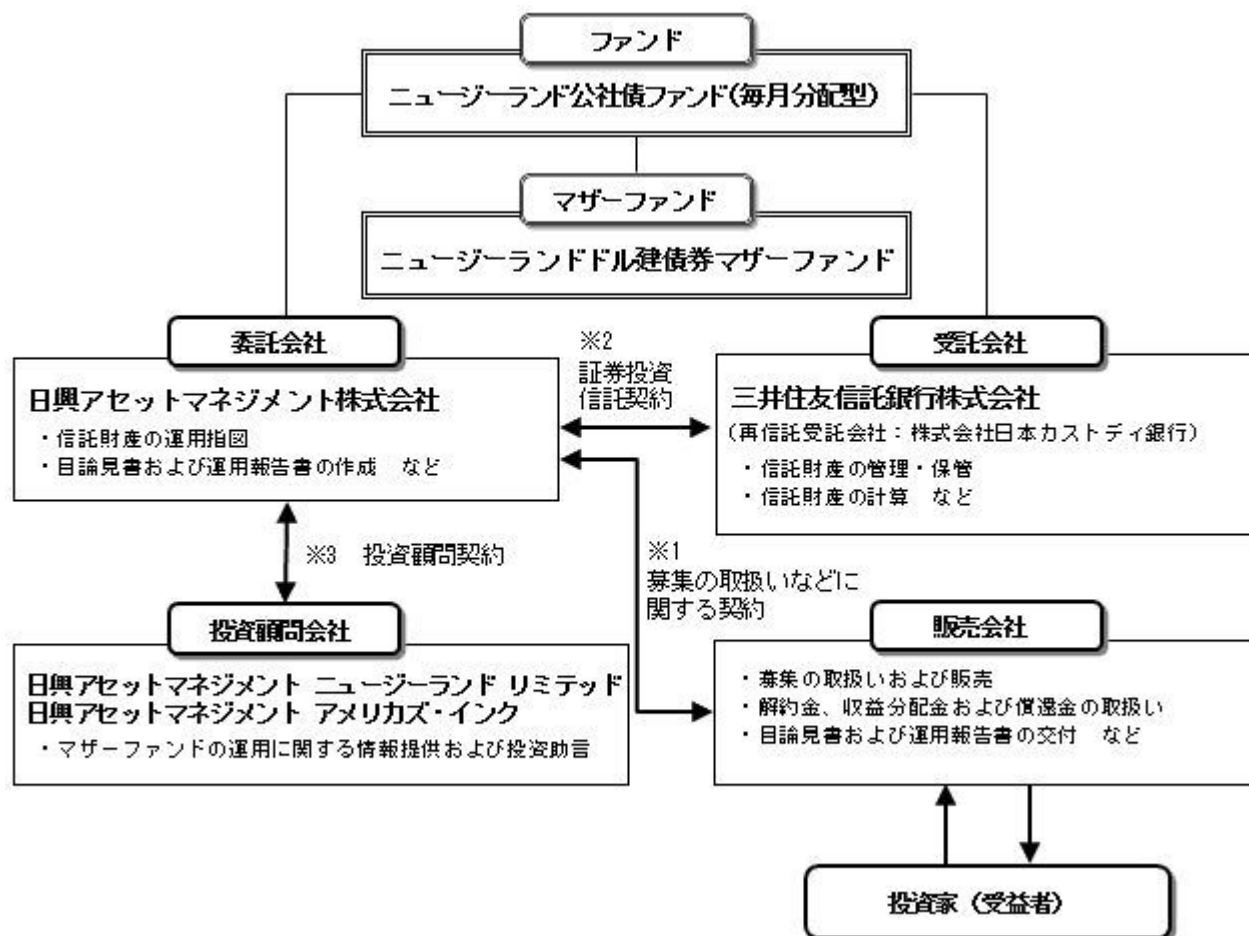 ファンド
ニュージーランド公社債ファンド(毎月分配型)
マザーファンド
ニュージーランドドル建債券マザーファンド
委託会社
日興アセットマネジメント株式会社
・信託財産の運用指図
・目論見書および運用報告書の作成　など
※2
証券投資
信託契約
受託会社
三井住友信託銀行株式会社
(再信託受託会社：株式会社日本カストディ銀行)
・信託財産の管理・保管
・信託財産の計算　など
※3　投資顧問契約
※1
募集の取扱いなどに
関する契約
投資顧問会社
日興アセットマネジメント ニュージーランド リミテッド
日興アセットマネジメント アメリカズ・インク
・マザーファンドの運用に関する情報提供および投資助言
販売会社
・募集の取扱いおよび販売
・解約金、収益分配金および償還金の取扱い
・目論見書および運用報告書の交付　など
投資家（受益者）